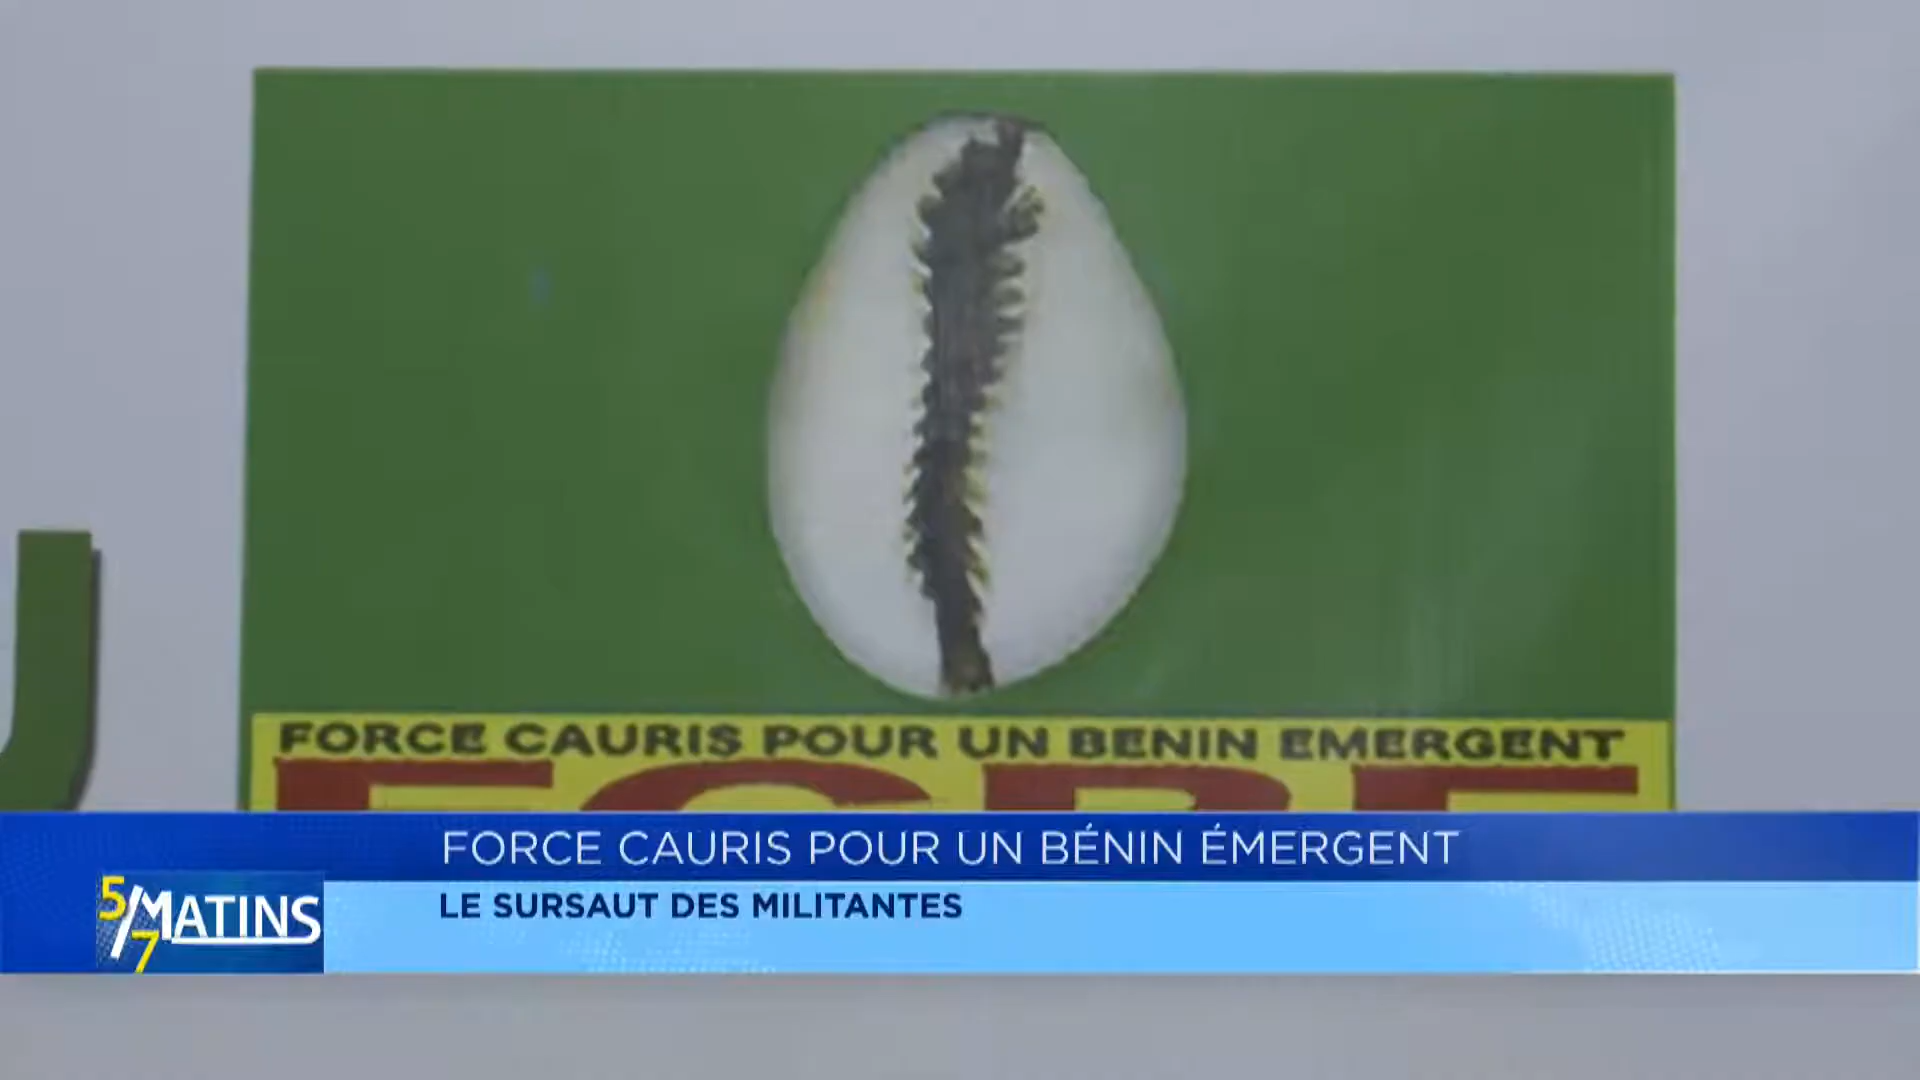 FORCE CAURIS POUR UN BENIN EMERGENT
FCBE
FORCE CAURIS POUR UN BÉNIN ÉMERGENT
LE SURSAUT DES MILITANTES
5/7 MATINS